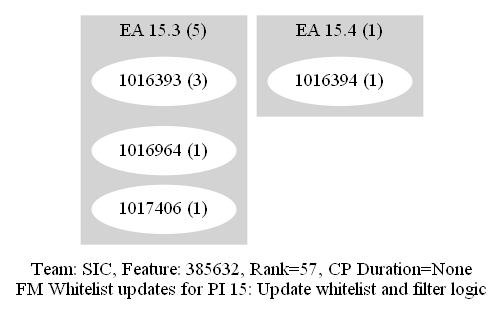 EA 15.3 (5)
1016393 (3)
1016964 (1)
1017406 (1)
EA 15.4 (1)
1016394 (1)
Team: SIC, Feature: 385632, Rank=57, CP Duration=None
FM Whitelist updates for PI 15: Update whitelist and filter logic